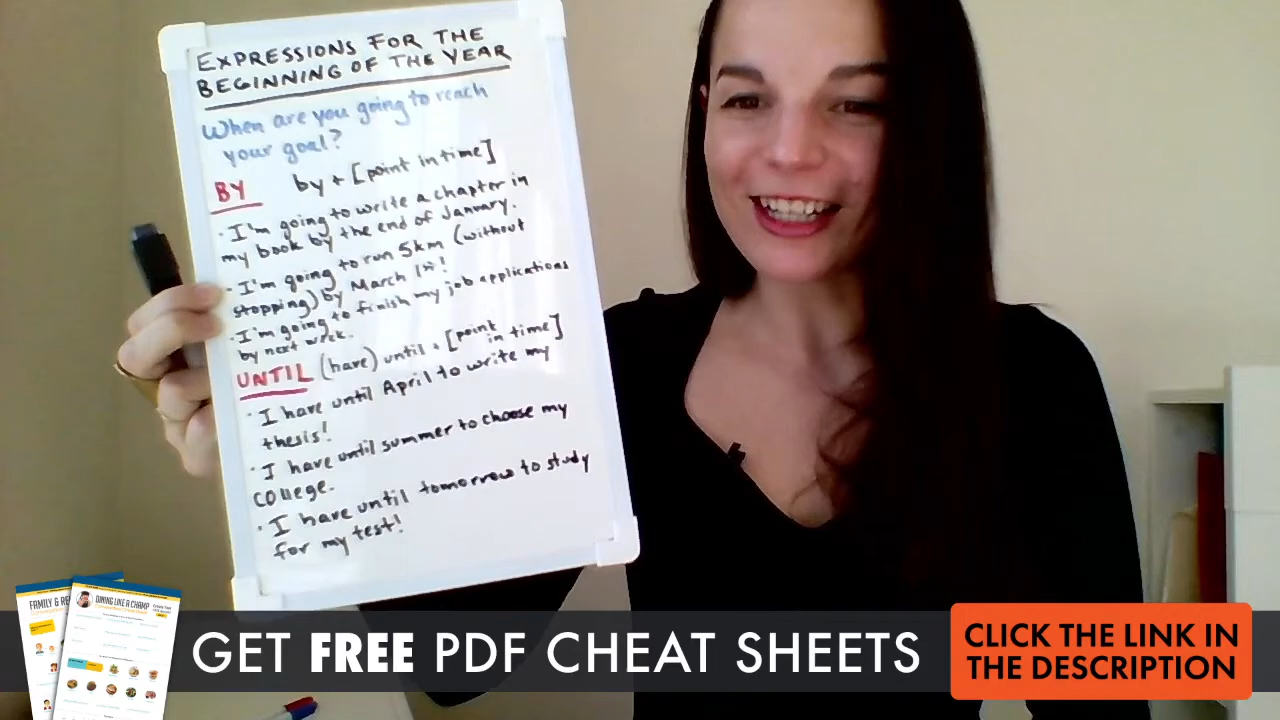 EXPRESSIONS FOR THE
BEGINNING OF THE YEAR
When are you going to reach
your goal?
BY by + [point in time]
· I'm going to write a chapter in
my book by the end of January.
· I'm going to run 5km (without
stopping) by March 1st!
· I'm going to finish my job applications
by next week.
UNTIL (have) until + [point in time]
· I have until April to write my
thesis!
· I have until summer to choose my
college.
· I have until tomorrow to study
for my test!
FAMILY & RE
DINING LIKE A CHAMP
GET FREE PDF CHEAT SHEETS
CLICK THE LINK IN
THE DESCRIPTION